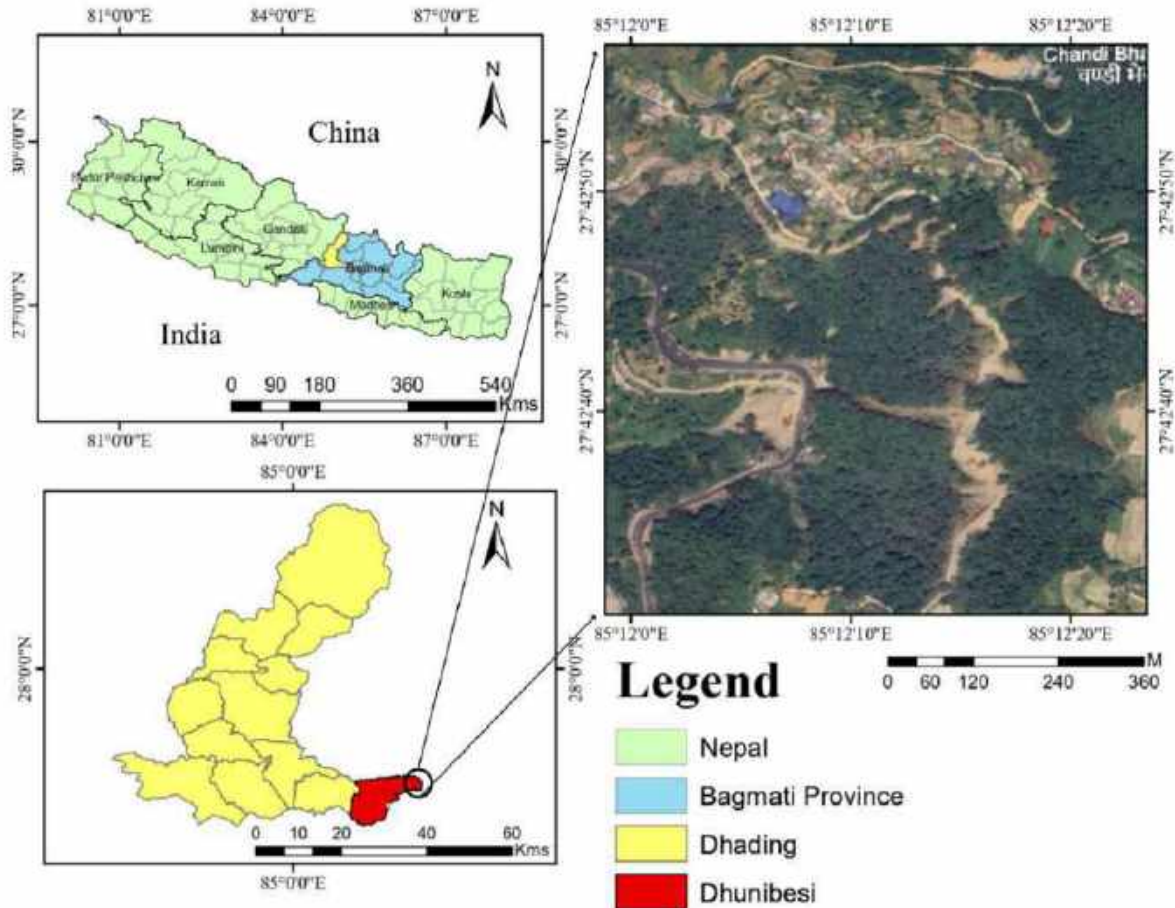 81°0'0"E 84°0'0"E 87°0'0"E
N
China
30°0'0"N
30°0'0"N
Karnali
Gandaki
Lumbini
Bagmati
Koshi
27°0'0"N
27°0'0"N
India
0 90 180 360 540
Kms
81°0'0"E 84°0'0"E 87°0'0"E
85°12'0"E 85°12'10"E 85°12'20"E
Chandi Bha
चण्डी भे
27°42'50"N
27°42'50"N
27°42'40"N
27°42'40"N
85°12'0"E 85°12'10"E 85°12'20"E
M
0 60 120 240 360
85°0'0"E
N
28°0'0"N
28°0'0"N
0 10 20 40 60
Kms
85°0'0"E
Legend
Nepal
Bagmati Province
Dhading
Dhunibesi